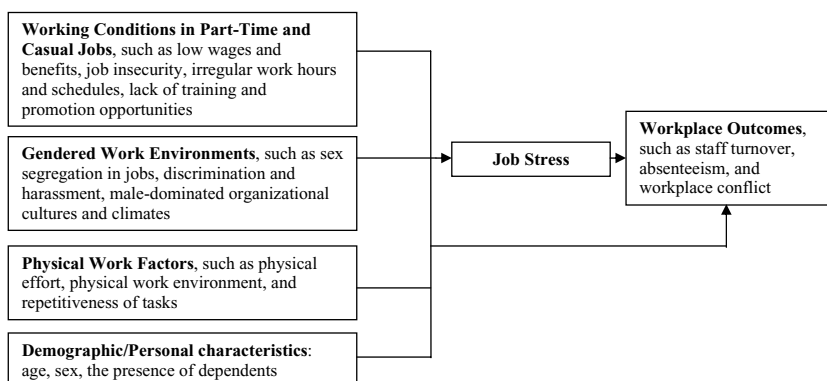 Working Conditions in Part-Time and
Casual Jobs, such as low wages and
benefits, job insecurity, irregular work hours
and schedules, lack of training and
promotion opportunities
Gendered Work Environments, such as sex
segregation in jobs, discrimination and
harassment, male-dominated organizational
cultures and climates
Physical Work Factors, such as physical
effort, physical work environment, and
repetitiveness of tasks
Demographic/Personal characteristics:
age, sex, the presence of dependents
Job Stress
Workplace Outcomes,
such as staff turnover,
absenteeism, and
workplace conflict